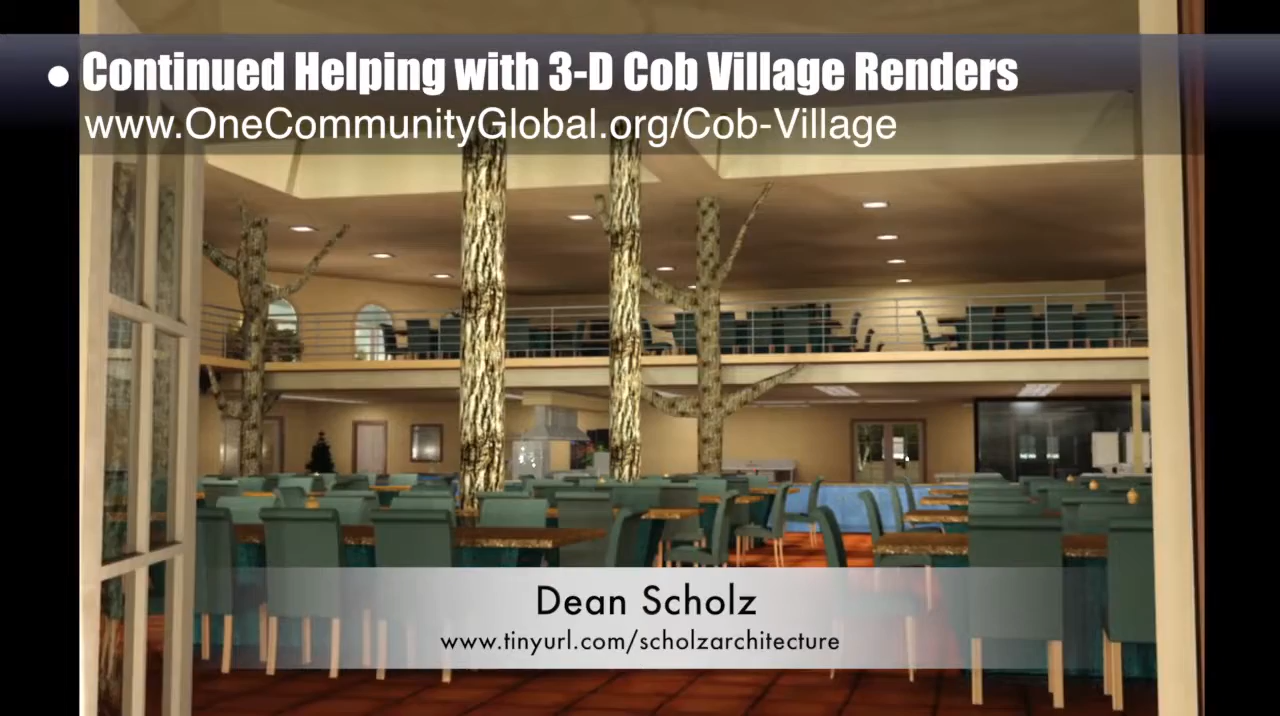 • Continued Helping with 3-D Cob Village Renders
www.OneCommunityGlobal.org/Cob-Village
Dean Scholz
www.tinyurl.com/scholzarchitecture